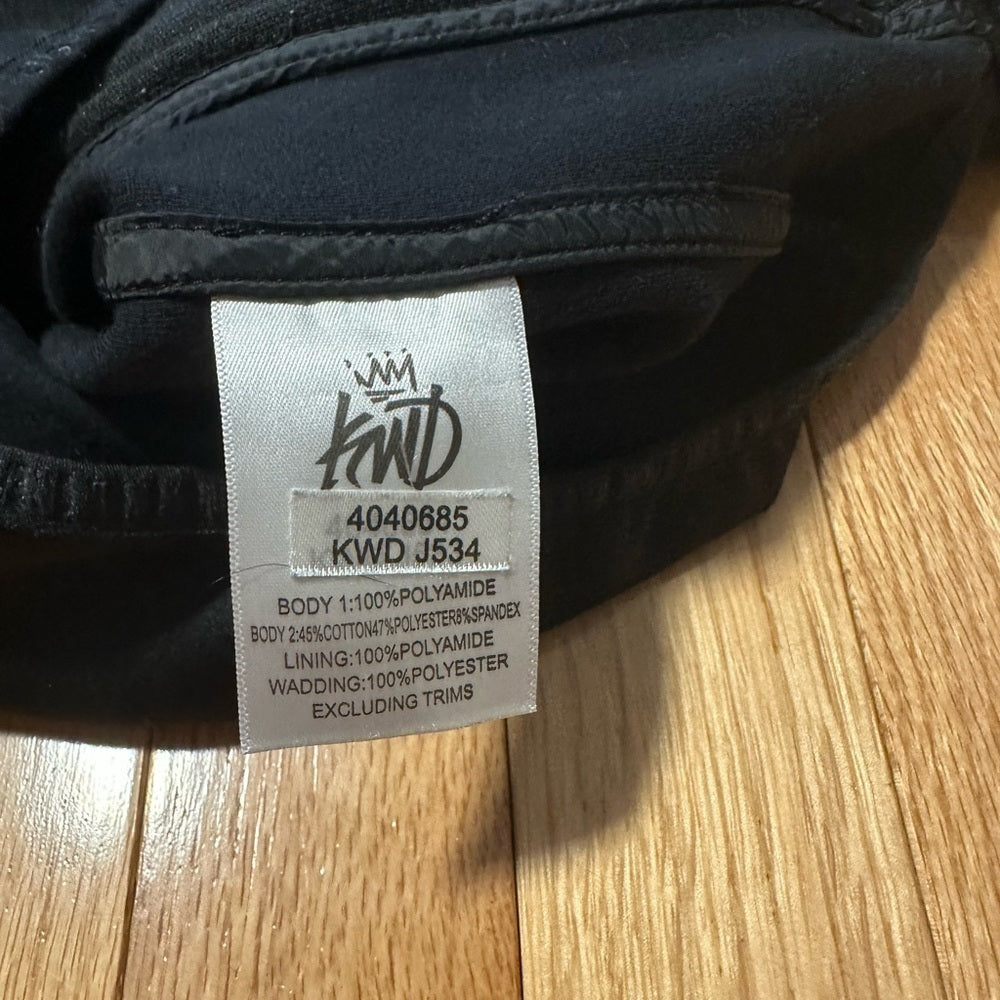 KWD
4040685
KWD J534
BODY 1:100%POLYAMIDE
BODY 2:45%COTTON47%POLYESTER8%SPANDEX
LINING:100%POLYAMIDE
WADDING:100%POLYESTER
EXCLUDING TRIMS